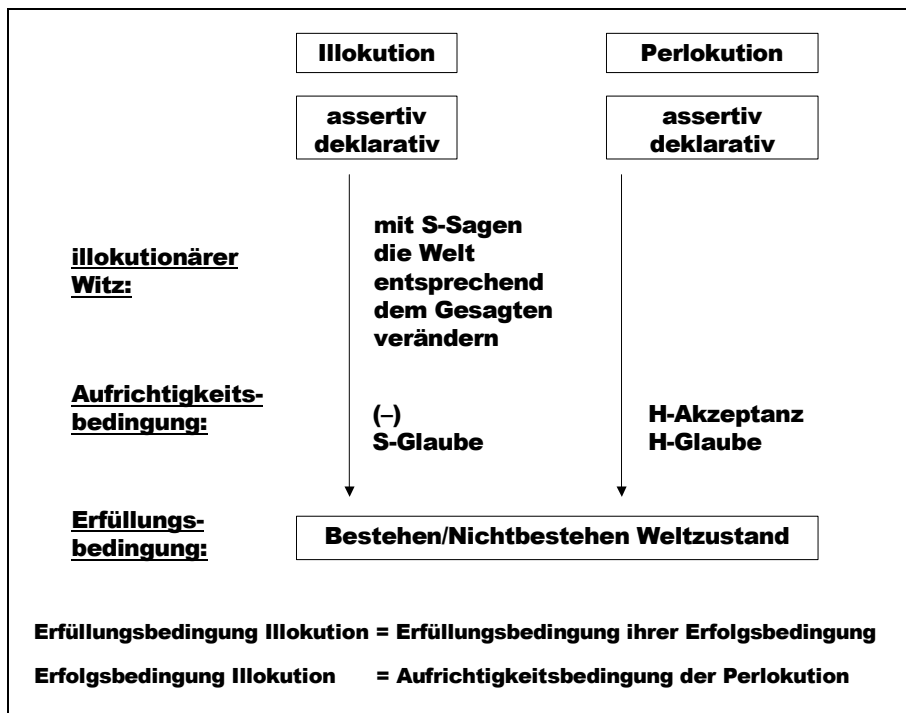 Illokution
Perlokution
assertiv
deklarativ
assertiv
deklarativ
illokutionärer
Witz:
mit S-Sagen
die Welt
entsprechend
dem Gesagten
verändern
Aufrichtigkeits-
bedingung:
(–)
S-Glaube
H-Akzeptanz
H-Glaube
Erfüllungs-
bedingung:
Bestehen/Nichtbestehen Weltzustand
Erfüllungsbedingung Illokution = Erfüllungsbedingung ihrer Erfolgsbedingung
Erfolgsbedingung Illokution = Aufrichtigkeitsbedingung der Perlokution